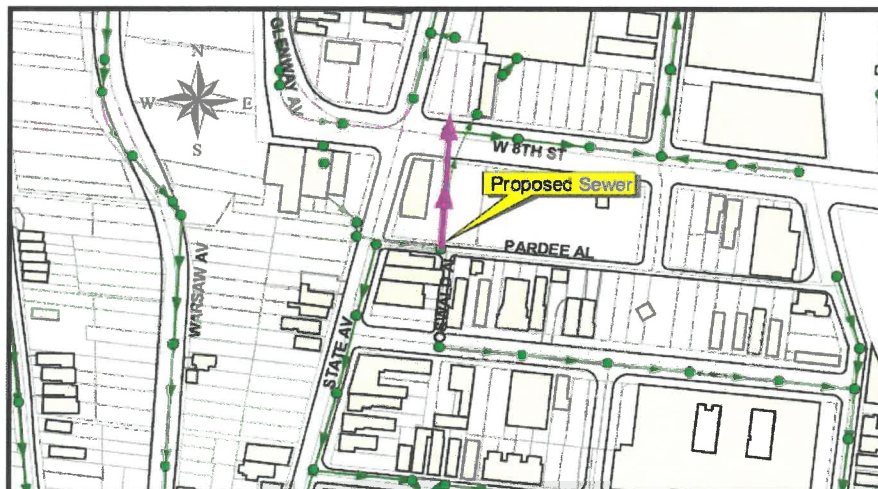 GLENWAY AV
N
W E
S
W 8TH ST
Proposed Sewer
PARDEE AL
OSWALD AL
WARSAW AV
STATE AV